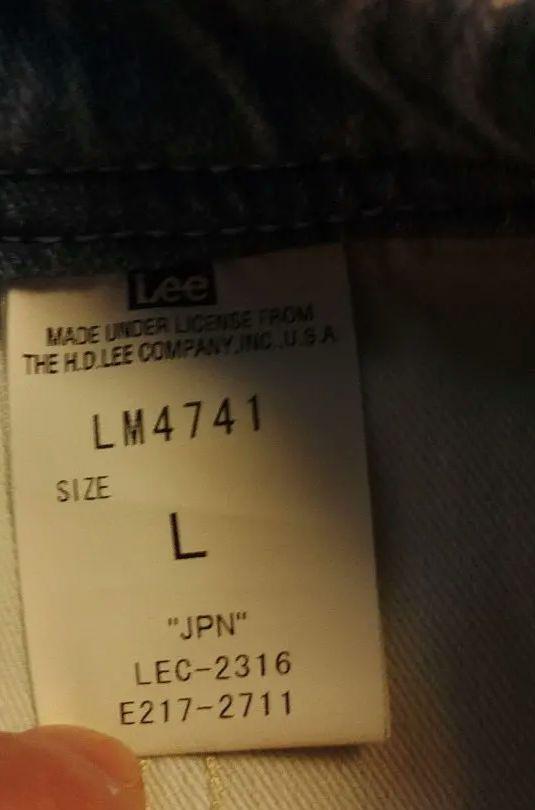 Lee
MADE UNDER LICENSE FROM
THE H.D.LEE COMPANY,INC.,U.S.A
LM4741
SIZE
L
"JPN"
LEC-2316
E217-2711